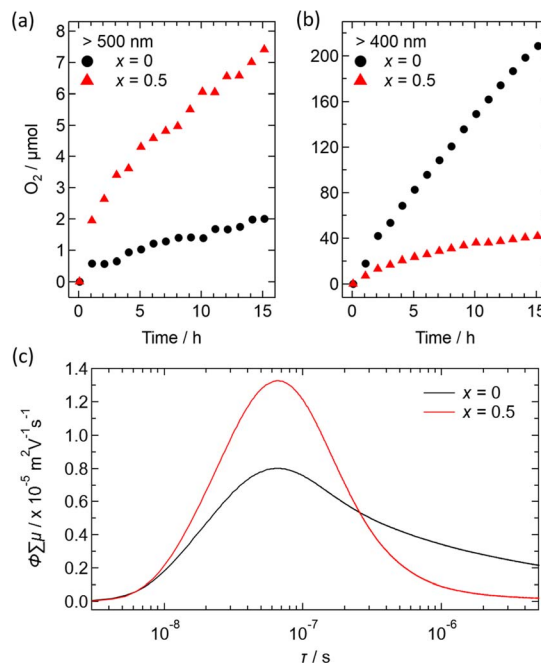 (a)
> 500 nm
x = 0
x = 0.5
8
7
6
5
4
3
2
1
0
O2 / μmol
0 5 10 15
Time / h
(b)
> 400 nm
x = 0
x = 0.5
200
160
120
80
40
0
0 5 10 15
Time / h
(c)
x = 0
x = 0.5
1.4
1.2
1.0
0.8
0.6
0.4
0.2
0.0
ΦΣμ / x 10⁻⁵ m²V⁻¹s⁻¹
10⁻⁸ 10⁻⁷ 10⁻⁶
τ / s